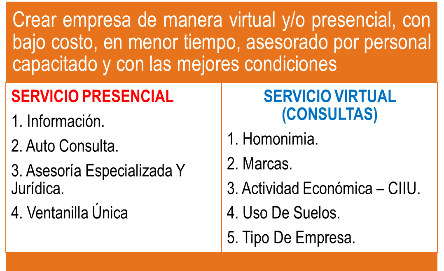 Crear empresa de manera virtual y/o presencial, con
bajo costo, en menor tiempo, asesorado por personal
capacitado y con las mejores condiciones
SERVICIO PRESENCIAL
1. Información.
2. Auto Consulta.
3. Asesoría Especializada Y
Jurídica.
4. Ventanilla Única
SERVICIO VIRTUAL
(CONSULTAS)
1. Homonimia.
2. Marcas.
3. Actividad Económica – CIIU.
4. Uso De Suelos.
5. Tipo De Empresa.